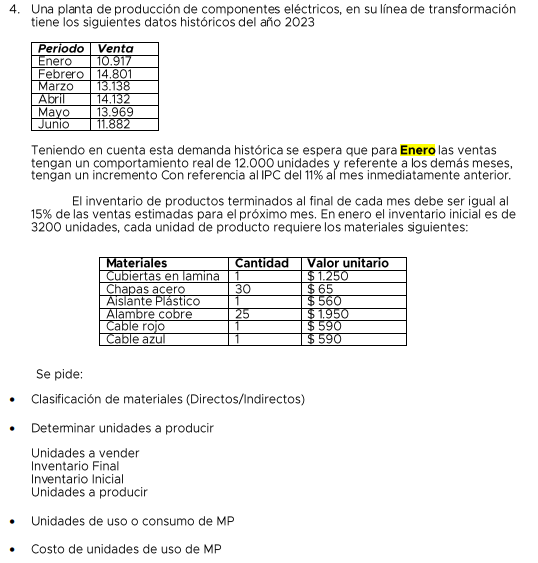 4. Una planta de producción de componentes eléctricos, en su línea de transformación
tiene los siguientes datos históricos del año 2023
Periodo Venta
Enero 10.917
Febrero 14.801
Marzo 13.138
Abril 14.132
Mayo 13.969
Junio 11.882
Teniendo en cuenta esta demanda histórica se espera que para Enero las ventas
tengan un comportamiento real de 12.000 unidades y referente a los demás meses,
tengan un incremento Con referencia al IPC del 11% al mes inmediatamente anterior.
El inventario de productos terminados al final de cada mes debe ser igual al
15% de las ventas estimadas para el próximo mes. En enero el inventario inicial es de
3200 unidades, cada unidad de producto requiere los materiales siguientes:
Materiales Cantidad Valor unitario
Cubiertas en lamina 1 $ 1.250
Chapas acero 30 $ 65
Aislante Plástico 1 $ 560
Alambre cobre 25 $ 1.950
Cable rojo 1 $ 590
Cable azul 1 $ 590
Se pide:
• Clasificación de materiales (Directos/Indirectos)
• Determinar unidades a producir
Unidades a vender
Inventario Final
Inventario Inicial
Unidades a producir
• Unidades de uso o consumo de MP
• Costo de unidades de uso de MP